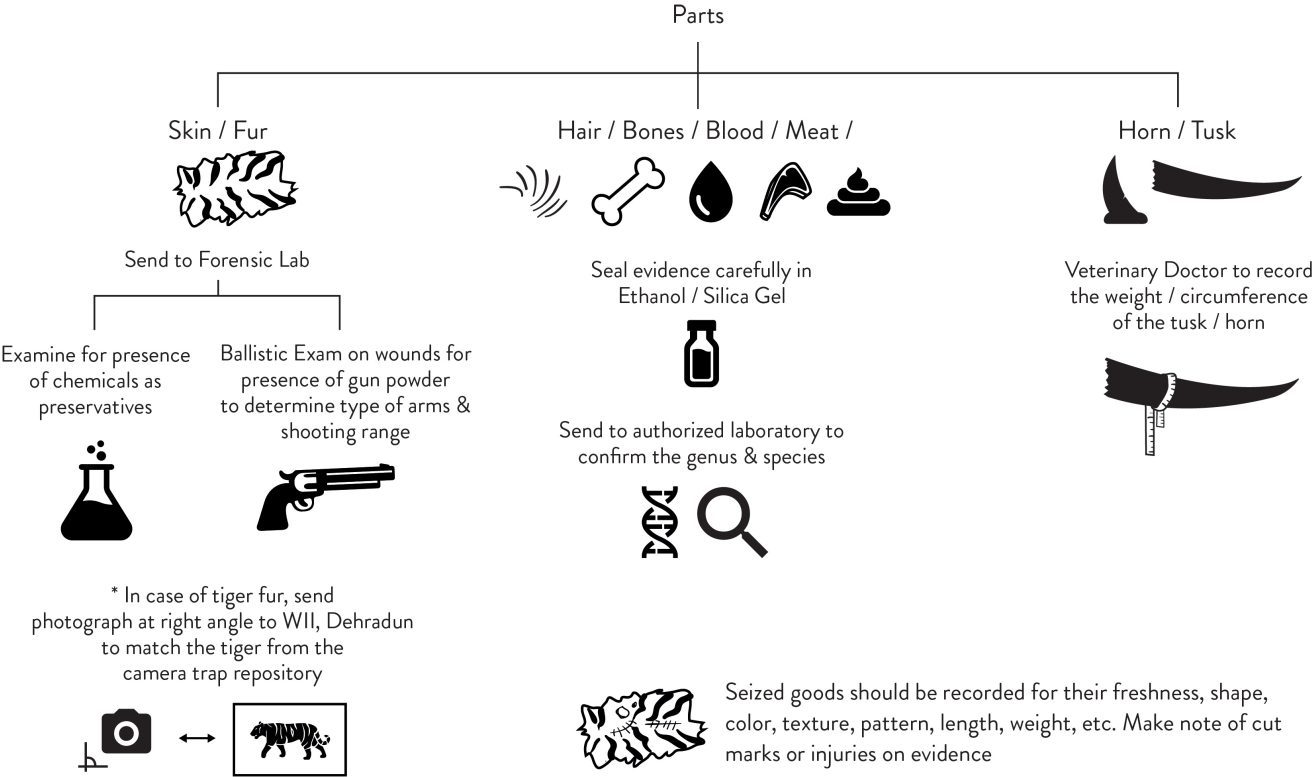 Parts
Skin / Fur
Send to Forensic Lab
Examine for presence
of chemicals as
preservatives
Ballistic Exam on wounds for
presence of gun powder
to determine type of arms &
shooting range
* In case of tiger fur, send
photograph at right angle to WII, Dehradun
to match the tiger from the
camera trap repository
Hair / Bones / Blood / Meat /
Seal evidence carefully in
Ethanol / Silica Gel
Send to authorized laboratory to
confirm the genus & species
Horn / Tusk
Veterinary Doctor to record
the weight / circumference
of the tusk / horn
Seized goods should be recorded for their freshness, shape,
color, texture, pattern, length, weight, etc. Make note of cut
marks or injuries on evidence